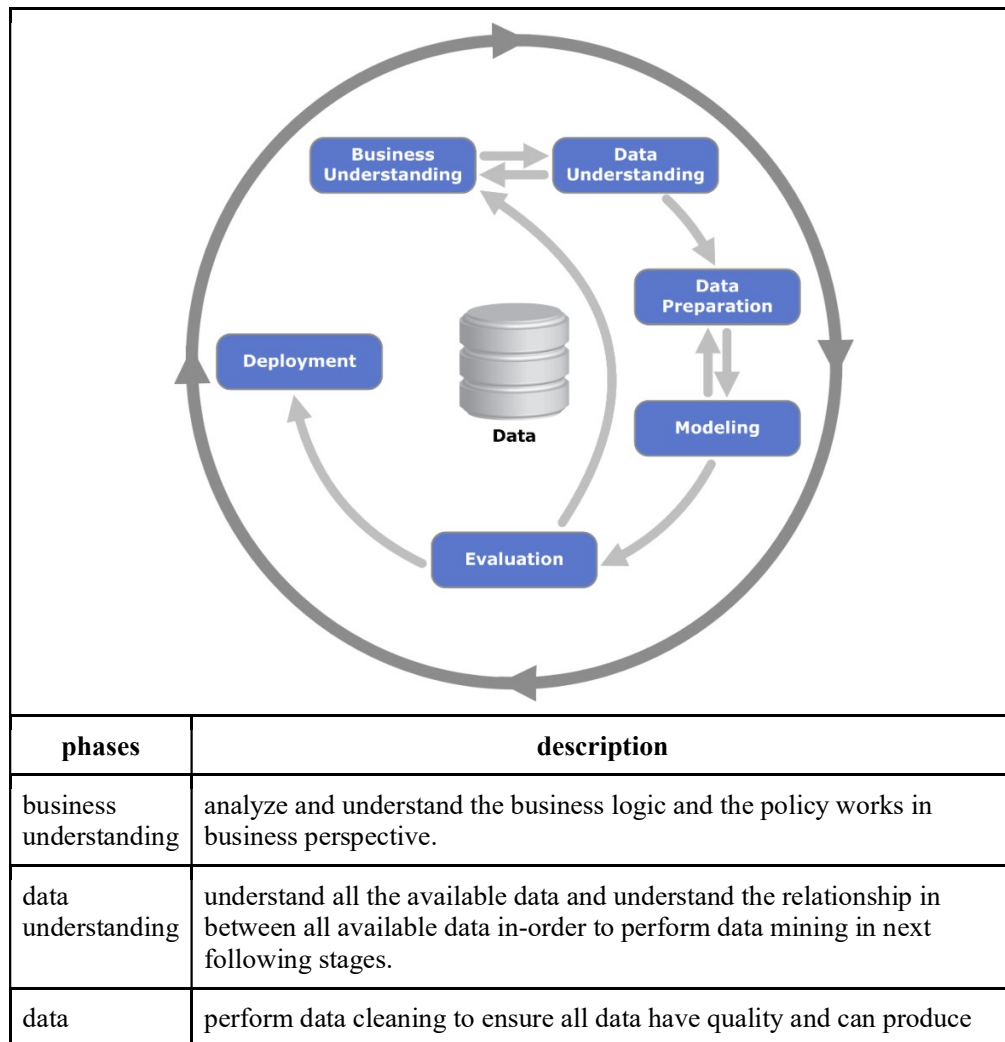 Business
Understanding
Data
Understanding
Data
Preparation
Deployment
Modeling
Data
Evaluation
phases
description
business
understanding
analyze and understand the business logic and the policy works in
business perspective.
data
understanding
understand all the available data and understand the relationship in
between all available data in-order to perform data mining in next
following stages.
data
perform data cleaning to ensure all data have quality and can produce